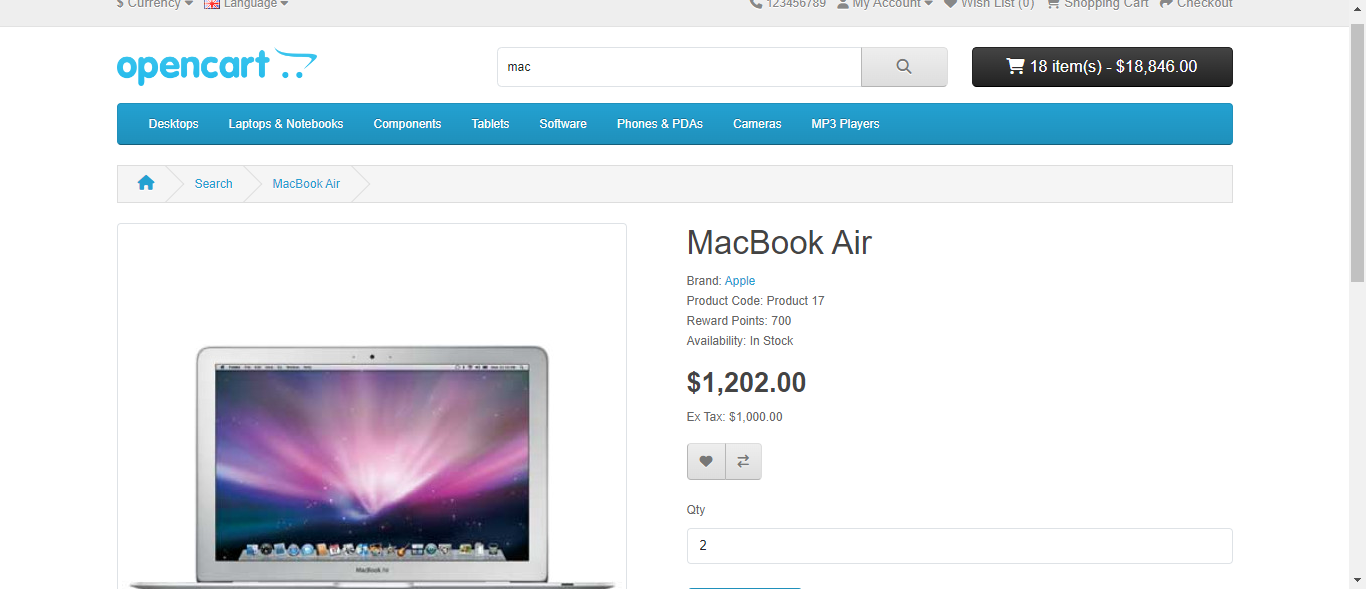 $ Currency Language 123456789 My Account Wish List (0) Shopping Cart Checkout
opencart mac 18 item(s) - $18,846.00
Desktops Laptops & Notebooks Components Tablets Software Phones & PDAs Cameras MP3 Players
Search MacBook Air
MacBook Air
Brand: Apple
Product Code: Product 17
Reward Points: 700
Availability: In Stock
$1,202.00
Ex Tax: $1,000.00
Qty
2
MacBook Air